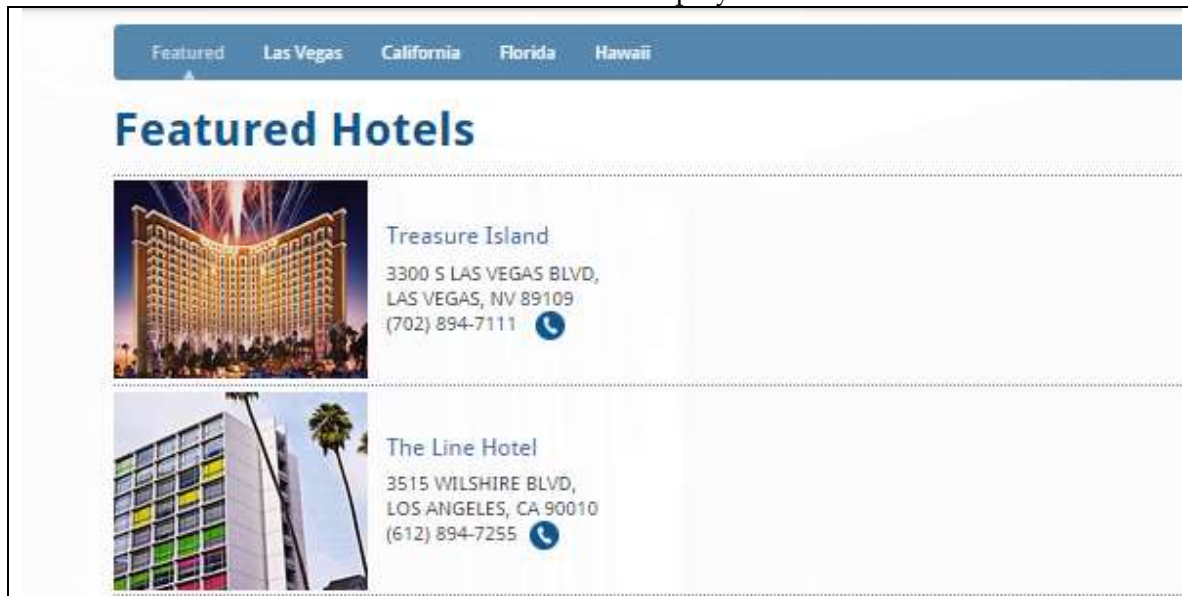 Featured Las Vegas California Florida Hawaii
Featured Hotels
Treasure Island
3300 S LAS VEGAS BLVD,
LAS VEGAS, NV 89109
(702) 894-7111
The Line Hotel
3515 WILSHIRE BLVD,
LOS ANGELES, CA 90010
(612) 894-7255